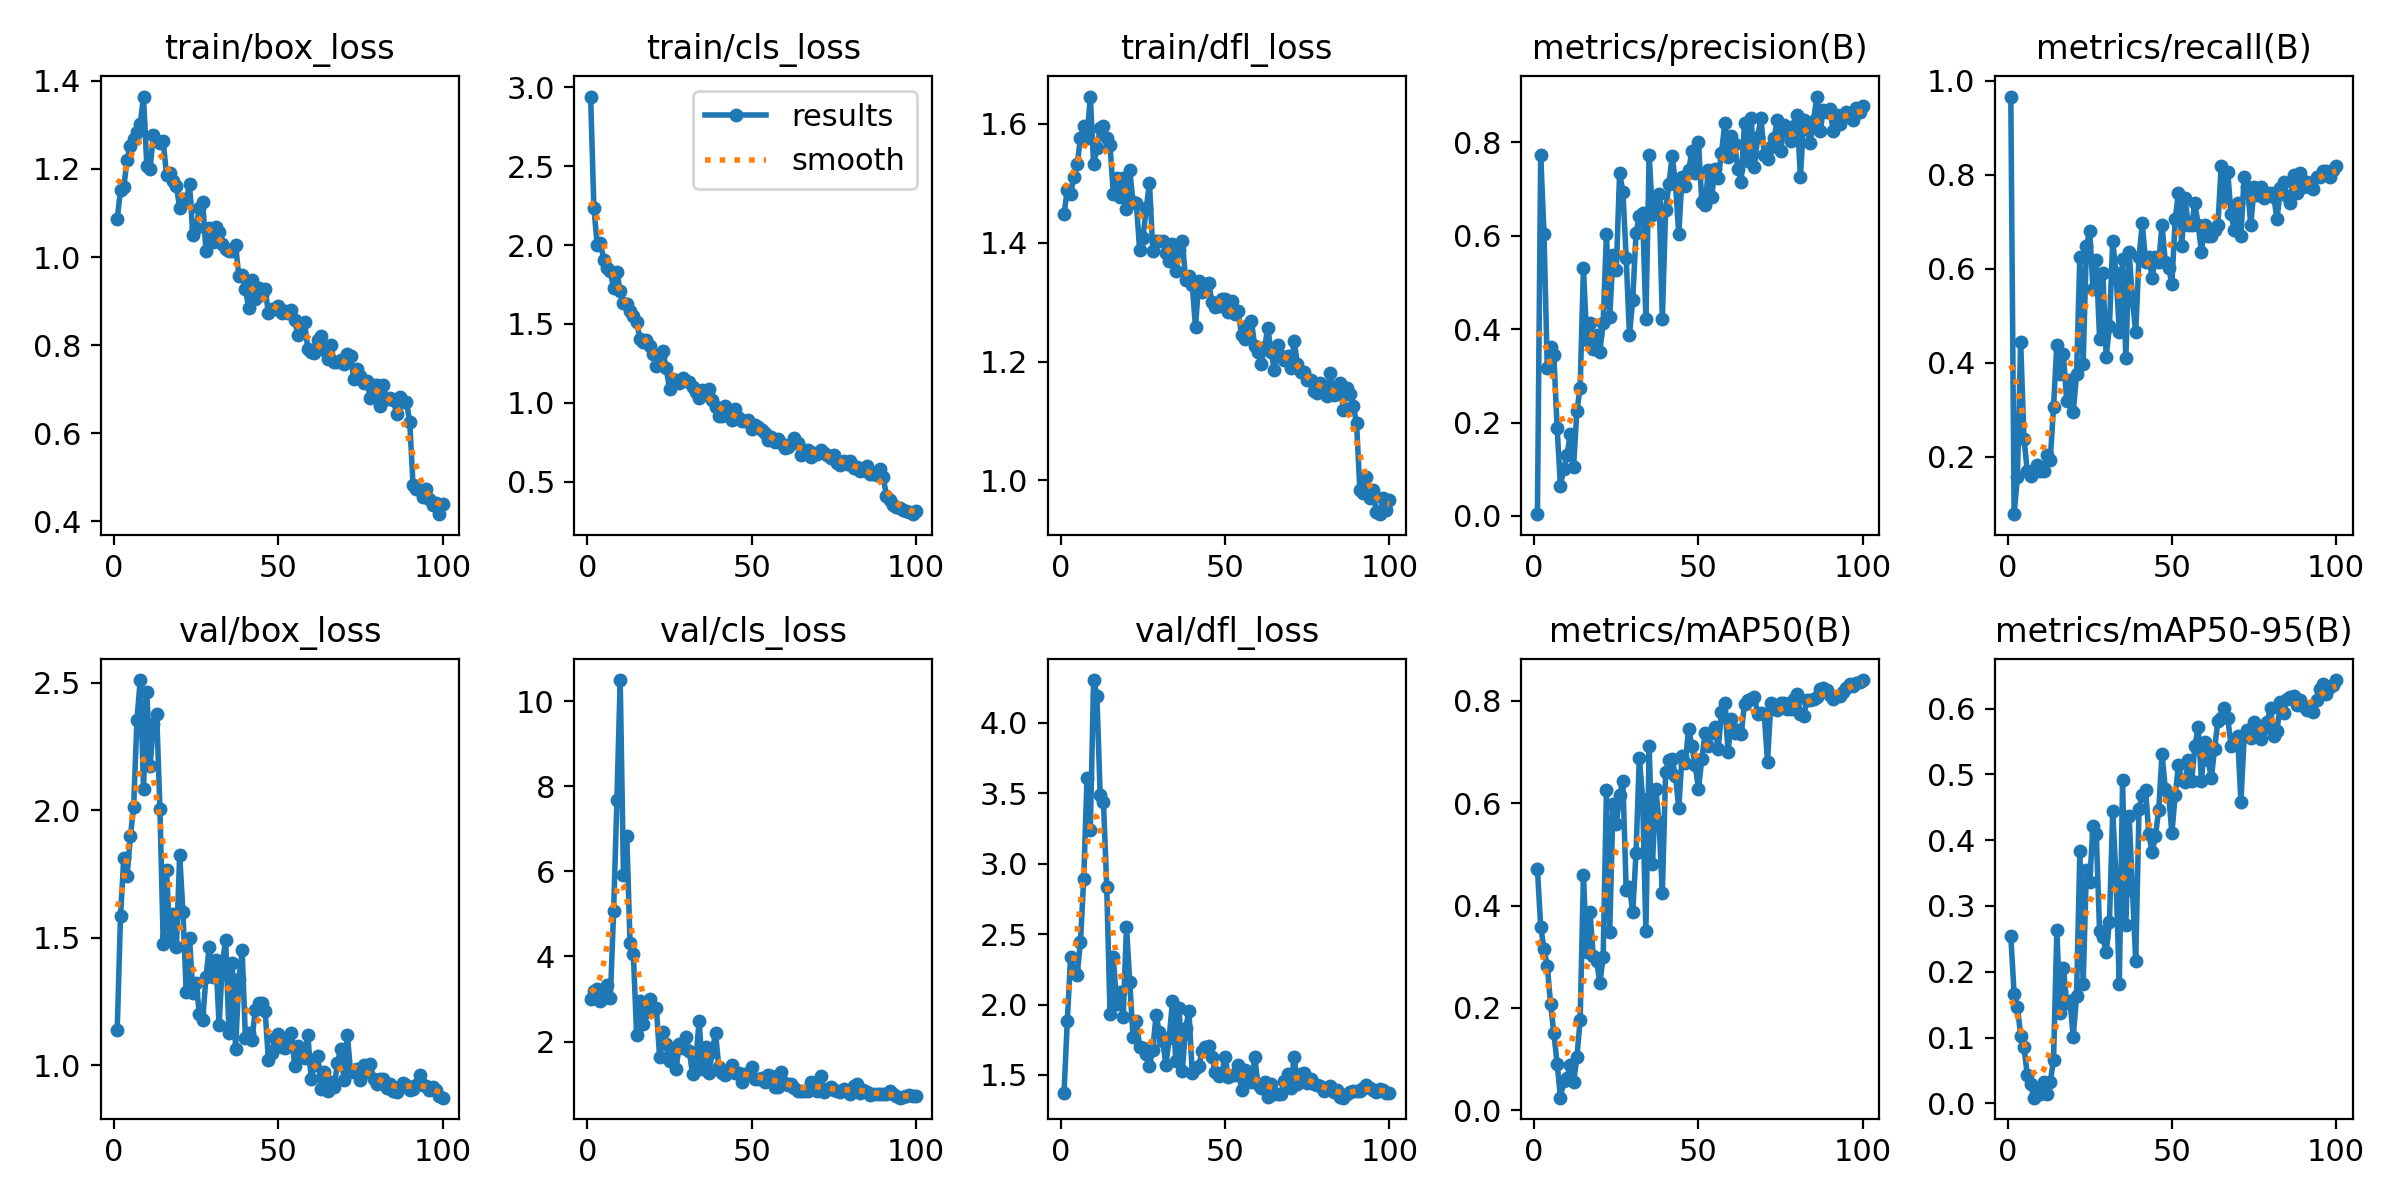 train/box_loss
1.4
1.2
1.0
0.8
0.6
0.4
0 50 100
train/cls_loss
results
smooth
3.0
2.5
2.0
1.5
1.0
0.5
0 50 100
train/dfl_loss
1.6
1.4
1.2
1.0
0 50 100
metrics/precision(B)
0.8
0.6
0.4
0.2
0.0
0 50 100
metrics/recall(B)
1.0
0.8
0.6
0.4
0.2
0 50 100
val/box_loss
2.5
2.0
1.5
1.0
0 50 100
val/cls_loss
10
8
6
4
2
0 50 100
val/dfl_loss
4.0
3.5
3.0
2.5
2.0
1.5
0 50 100
metrics/mAP50(B)
0.8
0.6
0.4
0.2
0.0
0 50 100
metrics/mAP50-95(B)
0.6
0.5
0.4
0.3
0.2
0.1
0.0
0 50 100